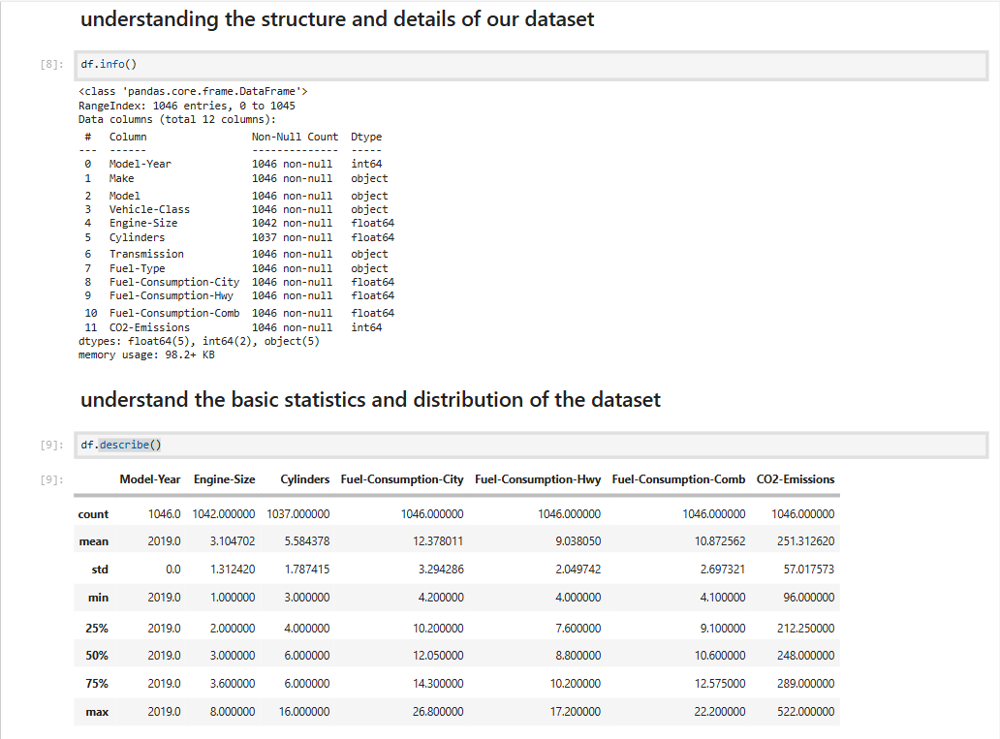 understanding the structure and details of our dataset
[8]: df.info()
<class 'pandas.core.frame.DataFrame'>
RangeIndex: 1046 entries, 0 to 1045
Data columns (total 12 columns):
# Column Non-Null Count Dtype
--- ------ -------------- -----
0 Model-Year 1046 non-null int64
1 Make 1046 non-null object
2 Model 1046 non-null object
3 Vehicle-Class 1046 non-null object
4 Engine-Size 1042 non-null float64
5 Cylinders 1037 non-null float64
6 Transmission 1046 non-null object
7 Fuel-Type 1046 non-null object
8 Fuel-Consumption-City 1046 non-null float64
9 Fuel-Consumption-Hwy 1046 non-null float64
10 Fuel-Consumption-Comb 1046 non-null float64
11 CO2-Emissions 1046 non-null int64
dtypes: float64(5), int64(2), object(5)
memory usage: 98.2+ KB
understand the basic statistics and distribution of the dataset
[9]: df.describe()
[9]: Model-Year Engine-Size Cylinders Fuel-Consumption-City Fuel-Consumption-Hwy Fuel-Consumption-Comb CO2-Emissions
count 1046.0 1042.000000 1037.000000 1046.000000 1046.000000 1046.000000 1046.000000
mean 2019.0 3.104702 5.584378 12.378011 9.038050 10.872562 251.312620
std 0.0 1.312420 1.787415 3.294286 2.049742 2.697321 57.017573
min 2019.0 1.000000 3.000000 4.200000 4.000000 4.100000 96.000000
25% 2019.0 2.000000 4.000000 10.200000 7.600000 9.100000 212.250000
50% 2019.0 3.000000 6.000000 12.050000 8.800000 10.600000 248.000000
75% 2019.0 3.600000 6.000000 14.300000 10.200000 12.575000 289.000000
max 2019.0 8.000000 16.000000 26.800000 17.200000 22.200000 522.000000